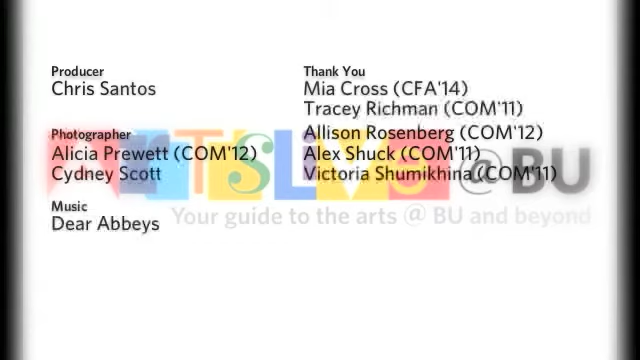 Producer
Chris Santos
Photographer
Alicia Prewett (COM'12)
Cydney Scott
Music
Dear Abbeys
Thank You
Mia Cross (CFA'14)
Tracey Richman (COM'11)
Allison Rosenberg (COM'12)
Alex Shuck (COM'11)
Victoria Shumikhina (COM'11)
ArtSLiVs @ BU
Your guide to the arts @ BU and beyond